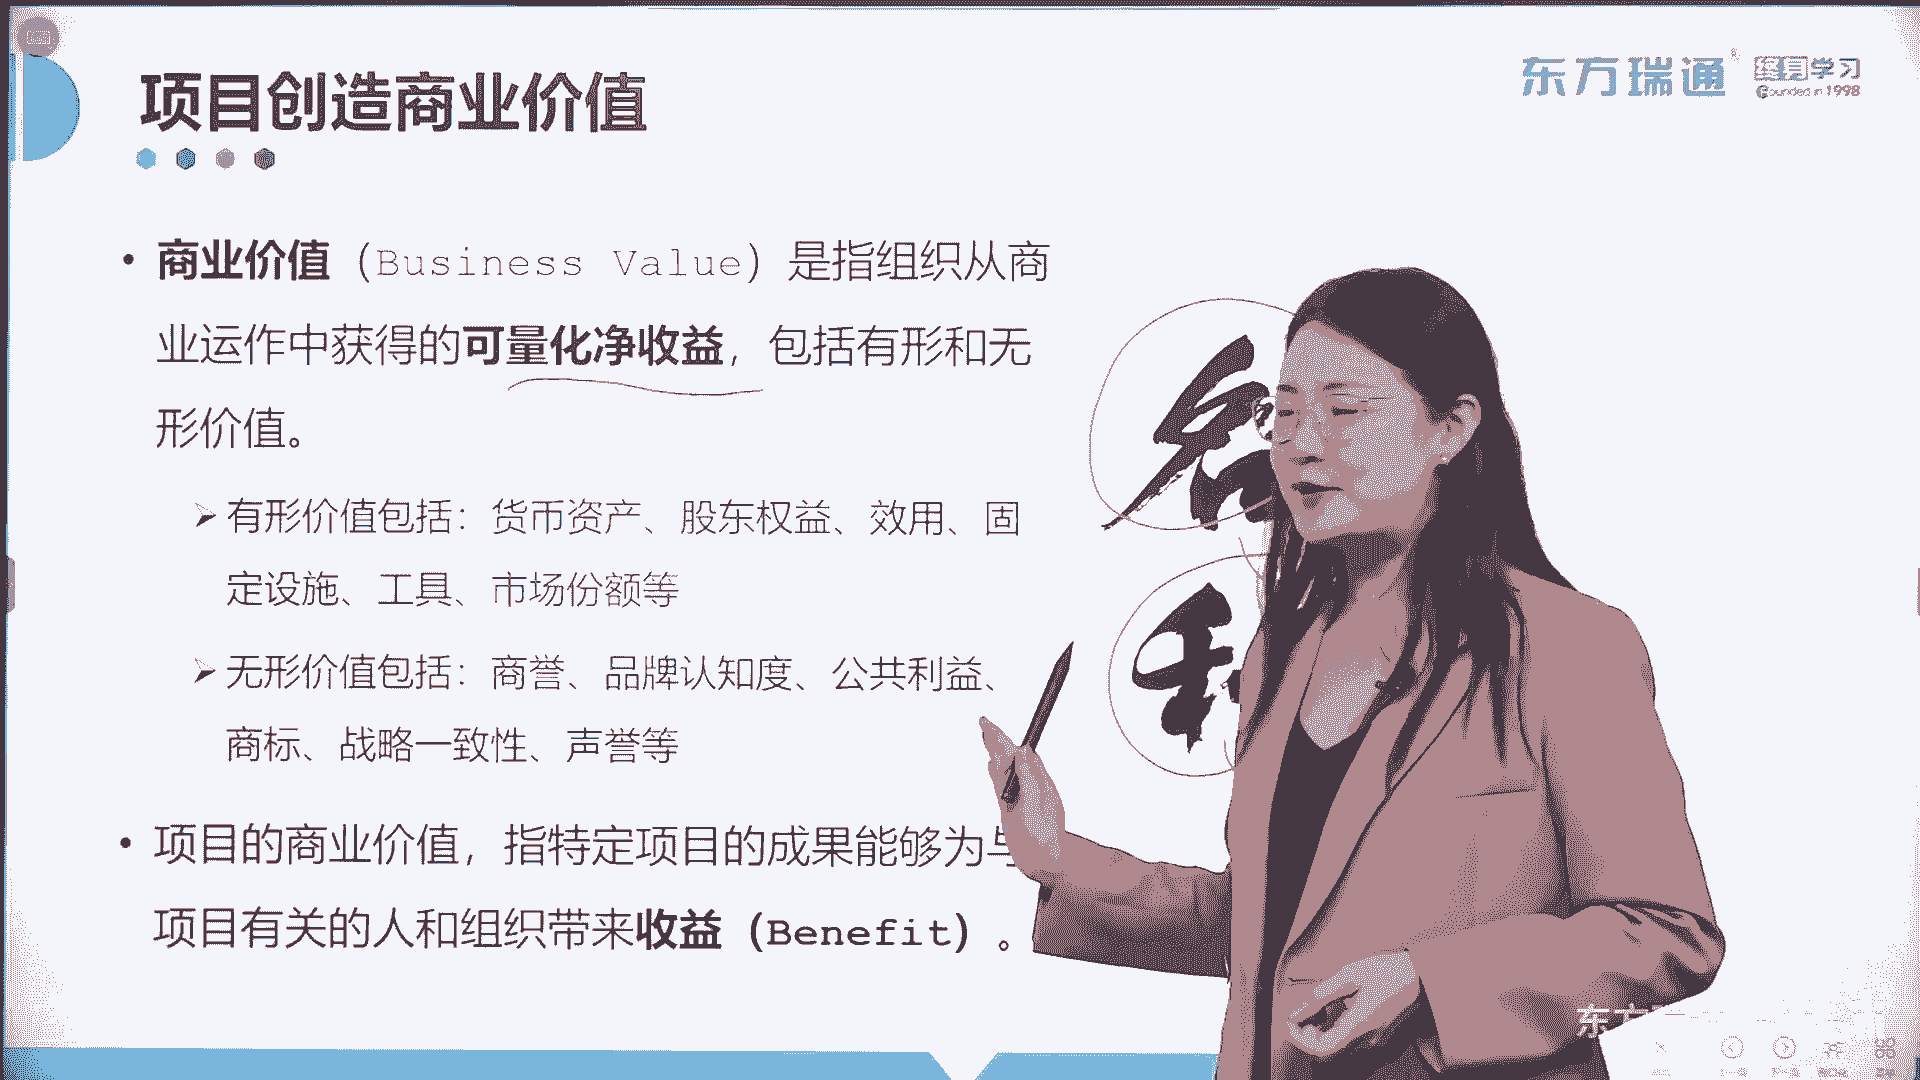 项目创造商业价值
东方瑞通
终身学习
Founded in 1998
• 商业价值（Business Value）是指组织从商
业运作中获得的可量化净收益，包括有形和无
形价值。
➢ 有形价值包括：货币资产、股东权益、效用、固
定设施、工具、市场份额等
➢ 无形价值包括：商誉、品牌认知度、公共利益、
商标、战略一致性、声誉等
• 项目的商业价值，指特定项目的成果能够为与
项目有关的人和组织带来收益（Benefit）。
名
利
东方